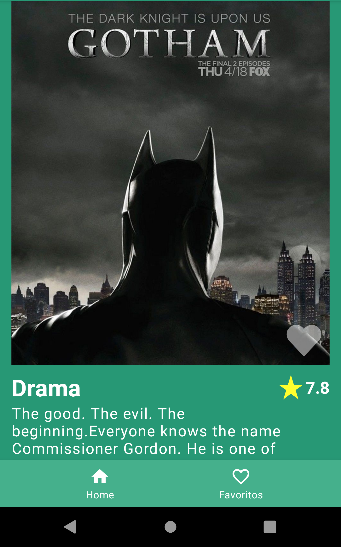 THE DARK KNIGHT IS UPON US
GOTHAM
THE FINAL 2 EPISODES
THU 4/18 FOX
Drama
7.8
The good. The evil. The
beginning.Everyone knows the name
Commissioner Gordon. He is one of
Home
Favoritos